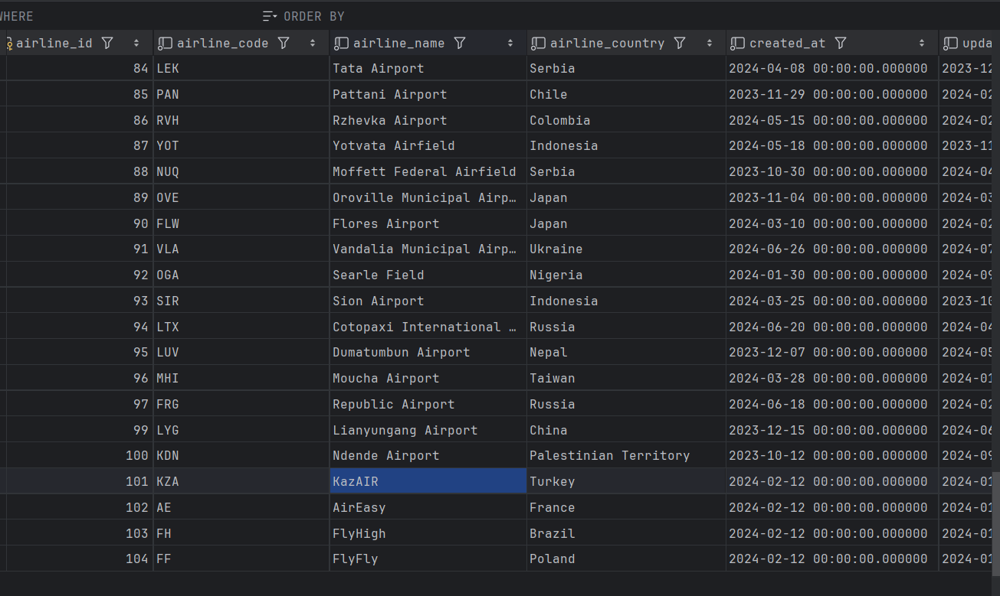 WHERE ORDER BY
airline_id airline_code airline_name airline_country created_at upda
84 LEK Tata Airport Serbia 2024-04-08 00:00:00.000000 2023-12
85 PAN Pattani Airport Chile 2023-11-29 00:00:00.000000 2024-02
86 RVH Rzhevka Airport Colombia 2024-05-15 00:00:00.000000 2024-02
87 YOT Yotvata Airfield Indonesia 2024-05-18 00:00:00.000000 2023-11
88 NUQ Moffett Federal Airfield Serbia 2023-10-30 00:00:00.000000 2024-04
89 OVE Oroville Municipal Airp… Japan 2023-11-04 00:00:00.000000 2024-03
90 FLW Flores Airport Japan 2024-03-10 00:00:00.000000 2024-02
91 VLA Vandalia Municipal Airp… Ukraine 2024-06-26 00:00:00.000000 2024-07
92 OGA Searle Field Nigeria 2024-01-30 00:00:00.000000 2024-09
93 SIR Sion Airport Indonesia 2024-03-25 00:00:00.000000 2023-10
94 LTX Cotopaxi International … Russia 2024-06-20 00:00:00.000000 2024-04
95 LUV Dumatumbun Airport Nepal 2023-12-07 00:00:00.000000 2024-05
96 MHI Moucha Airport Taiwan 2024-03-28 00:00:00.000000 2024-01
97 FRG Republic Airport Russia 2024-06-18 00:00:00.000000 2024-02
99 LYG Lianyungang Airport China 2023-12-15 00:00:00.000000 2024-06
100 KDN Ndende Airport Palestinian Territory 2023-10-12 00:00:00.000000 2024-09
101 KZA KazAIR Turkey 2024-02-12 00:00:00.000000 2024-01
102 AE AirEasy France 2024-02-12 00:00:00.000000 2024-01
103 FH FlyHigh Brazil 2024-02-12 00:00:00.000000 2024-01
104 FF FlyFly Poland 2024-02-12 00:00:00.000000 2024-01